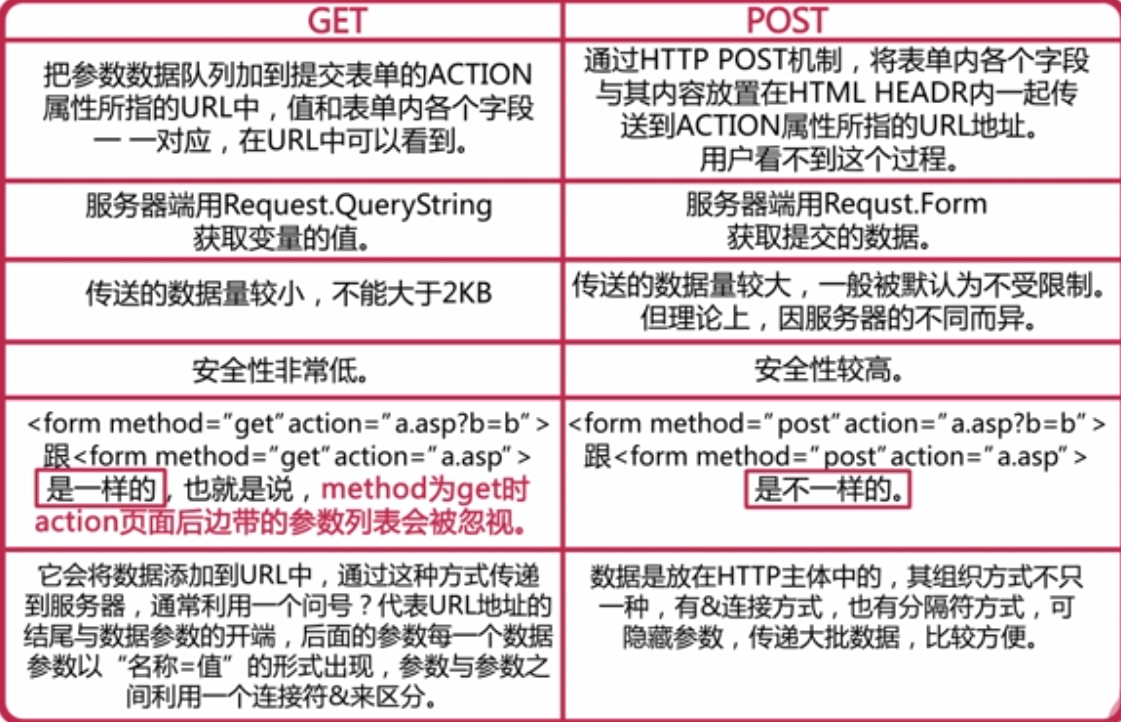 GET
POST
把参数数据队列加到提交表单的ACTION
属性所指的URL中，值和表单内各个字段
一 一对应，在URL中可以看到。
通过HTTP POST机制，将表单内各个字段
与其内容放置在HTML HEADR内一起传
送到ACTION属性所指的URL地址。
用户看不到这个过程。
服务器端用Request.QueryString
获取变量的值。
服务器端用Requst.Form
获取提交的数据。
传送的数据量较小，不能大于2KB
传送的数据量较大，一般被默认为不受限制。
但理论上，因服务器的不同而异。
安全性非常低。
安全性较高。
<form method="get"action="a.asp?b=b">
跟<form method="get"action="a.asp">
是一样的，也就是说，method为get时
action页面后边带的参数列表会被忽视。
<form method="post"action="a.asp?b=b">
跟<form method="post"action="a.asp">
是不一样的。
它会将数据添加到URL中，通过这种方式传递
到服务器，通常利用一个问号？代表URL地址的
结尾与数据参数的开端，后面的参数每一个数据
参数以“名称=值”的形式出现，参数与参数之
间利用一个连接符&来区分。
数据是放在HTTP主体中的，其组织方式不只
一种，有&连接方式，也有分隔符方式，可
隐藏参数，传递大批数据，比较方便。